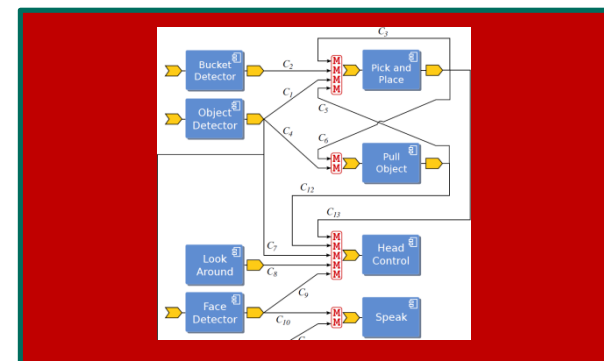 C3
Bucket
Detector
C2
M
M
M
M
Pick and
Place
C1
Object
Detector
C5
C4
C6
M
M
Pull
Object
C12
C13
Look
Around
C7
C8
M
M
M
M
M
Head
Control
C9
Face
Detector
C10
M
M
Speak